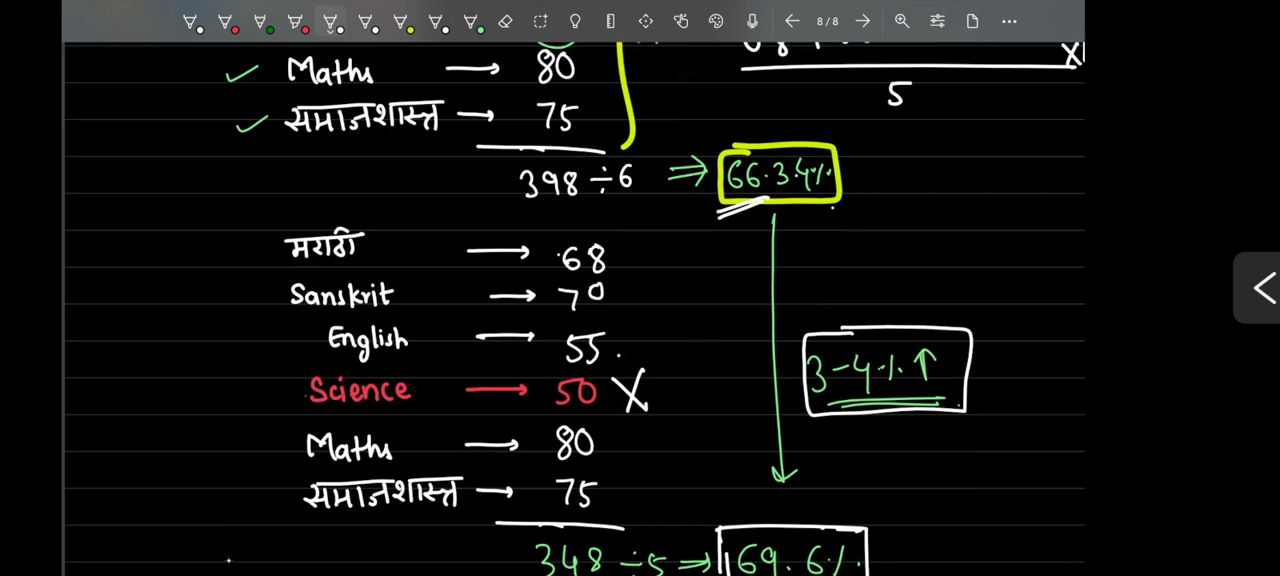 8/8
Maths → 80
समाजशास्त्र → 75
5
398 ÷ 6 ⇒ 66.34%
मराठी → 68
Sanskrit → 70
English → 55
Science → 50 X
3-4% ↑
Maths → 80
समाजशास्त्र → 75
348 ÷ 5 ⇒ 69.6%